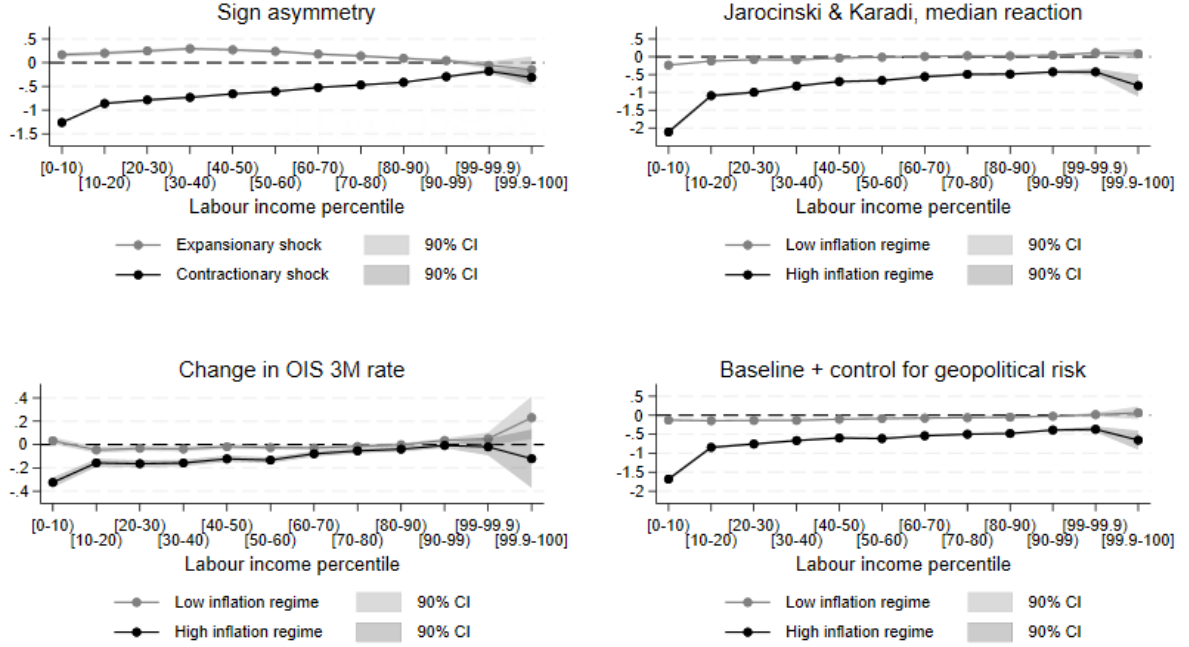 Sign asymmetry
.5
0
-.5
-1
-1.5
[0-10) [20-30) [40-50) [60-70) [80-90) [99-99.9)
[10-20) [30-40) [50-60) [70-80) [90-99) [99.9-100]
Labour income percentile
Expansionary shock 90% CI
Contractionary shock 90% CI
Jarocinski & Karadi, median reaction
.5
0
-.5
-1
-1.5
-2
[0-10) [20-30) [40-50) [60-70) [80-90) [99-99.9)
[10-20) [30-40) [50-60) [70-80) [90-99) [99.9-100]
Labour income percentile
Low inflation regime 90% CI
High inflation regime 90% CI
Change in OIS 3M rate
.4
.2
0
-.2
-.4
[0-10) [20-30) [40-50) [60-70) [80-90) [99-99.9)
[10-20) [30-40) [50-60) [70-80) [90-99) [99.9-100]
Labour income percentile
Low inflation regime 90% CI
High inflation regime 90% CI
Baseline + control for geopolitical risk
.5
0
-.5
-1
-1.5
-2
[0-10) [20-30) [40-50) [60-70) [80-90) [99-99.9)
[10-20) [30-40) [50-60) [70-80) [90-99) [99.9-100]
Labour income percentile
Low inflation regime 90% CI
High inflation regime 90% CI